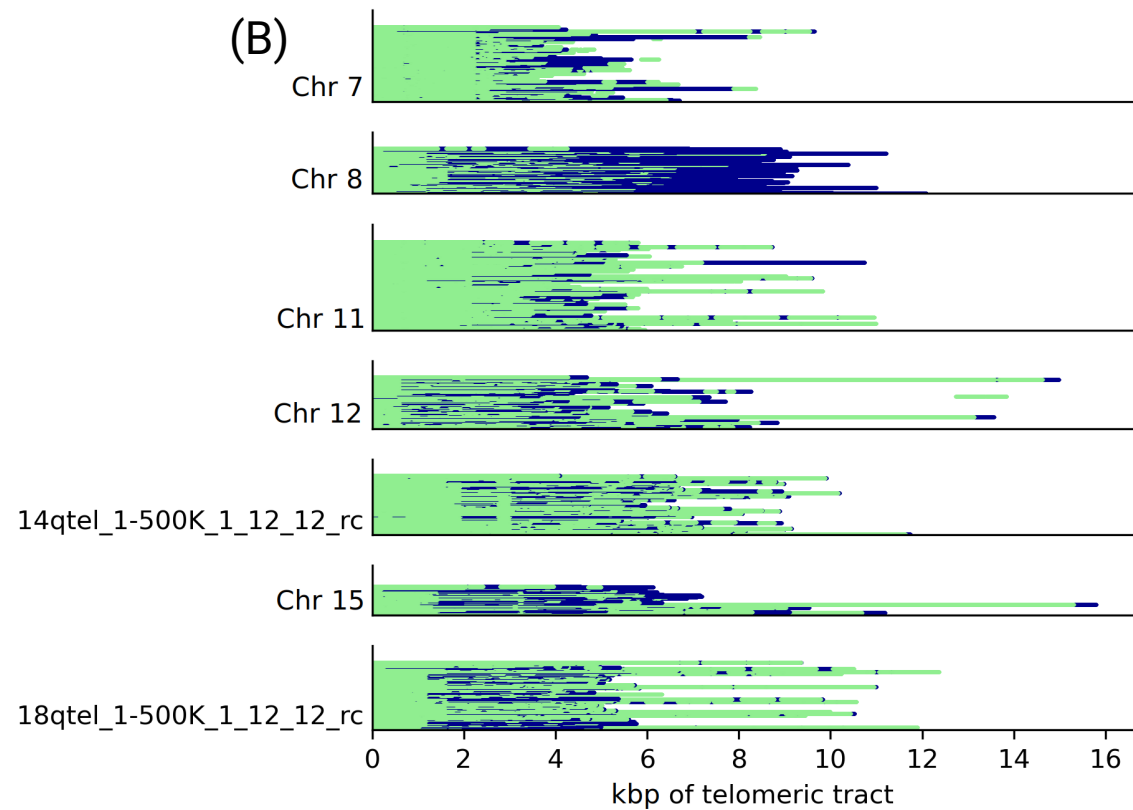 (B)
Chr 7
Chr 8
Chr 11
Chr 12
14qtel_1-500K_1_12_12_rc
Chr 15
18qtel_1-500K_1_12_12_rc
0 2 4 6 8 10 12 14 16
kbp of telomeric tract